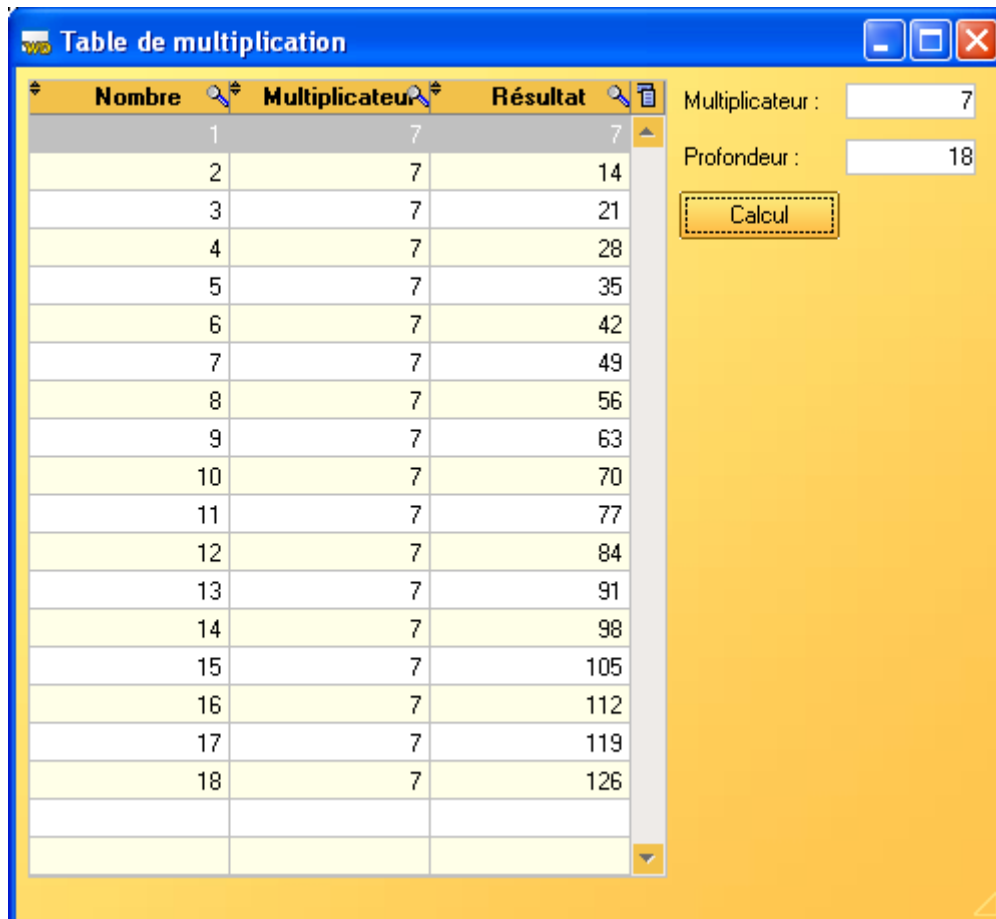 Table de multiplication
Nombre Multiplicateur Résultat
1 7 7
2 7 14
3 7 21
4 7 28
5 7 35
6 7 42
7 7 49
8 7 56
9 7 63
10 7 70
11 7 77
12 7 84
13 7 91
14 7 98
15 7 105
16 7 112
17 7 119
18 7 126
Multiplicateur : 7
Profondeur : 18
Calcul